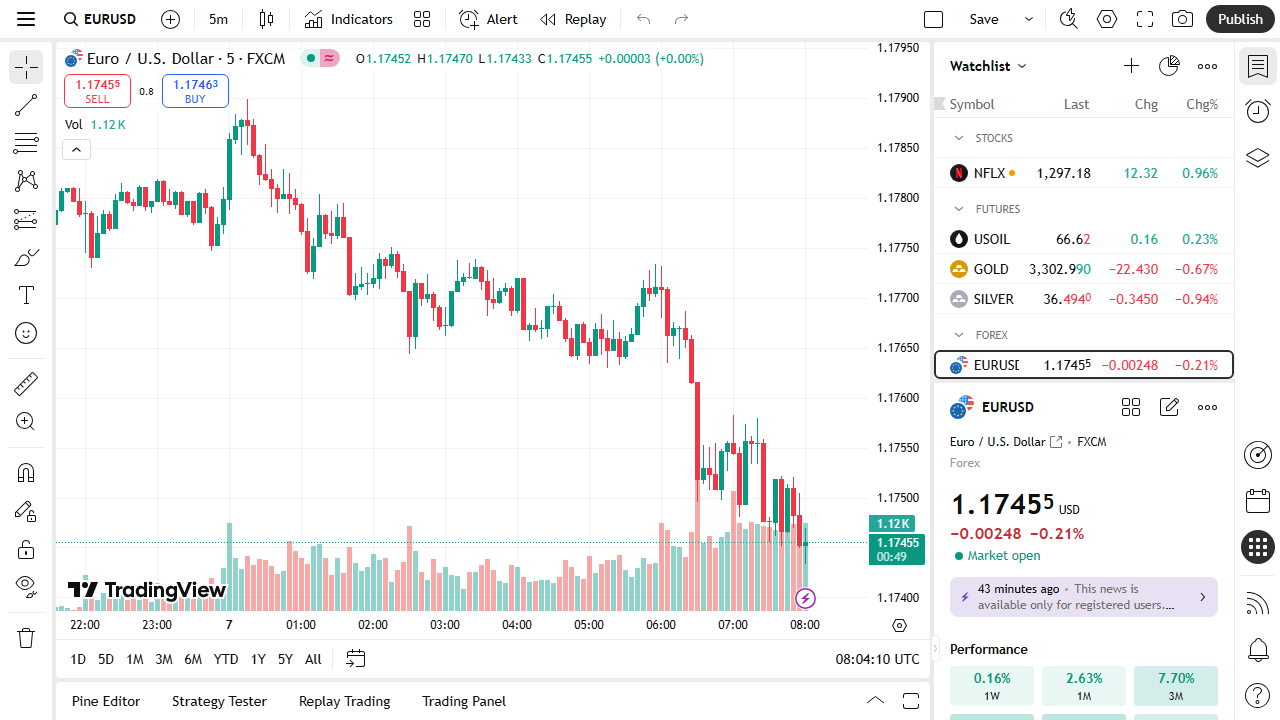 EURUSD 5m Indicators Alert Replay Save Publish
Euro / U.S. Dollar · 5 · FXCM O1.17452 H1.17470 L1.17433 C1.17455 +0.00003 (+0.00%)
1.17455 SELL 0.8 1.17463 BUY
Vol 1.12 K
1.17950
1.17900
1.17850
1.17800
1.17750
1.17700
1.17650
1.17600
1.17550
1.17500
1.12 K
1.17455
00:49
1.17400
TradingView
22:00 23:00 7 01:00 02:00 03:00 04:00 05:00 06:00 07:00 08:00
1D 5D 1M 3M 6M YTD 1Y 5Y All 08:04:10 UTC
Pine Editor Strategy Tester Replay Trading Trading Panel
Watchlist
Symbol Last Chg Chg%
STOCKS
NFLX 1,297.18 12.32 0.96%
FUTURES
USOIL 66.62 0.16 0.23%
GOLD 3,302.990 −22.430 −0.67%
SILVER 36.4940 −0.3450 −0.94%
FOREX
EURUSD 1.17455 −0.00248 −0.21%
EURUSD
Euro / U.S. Dollar • FXCM
Forex
1.17455 USD
−0.00248 −0.21%
Market open
43 minutes ago • This news is
available only for registered users....
Performance
0.16% 2.63% 7.70%
1W 1M 3M